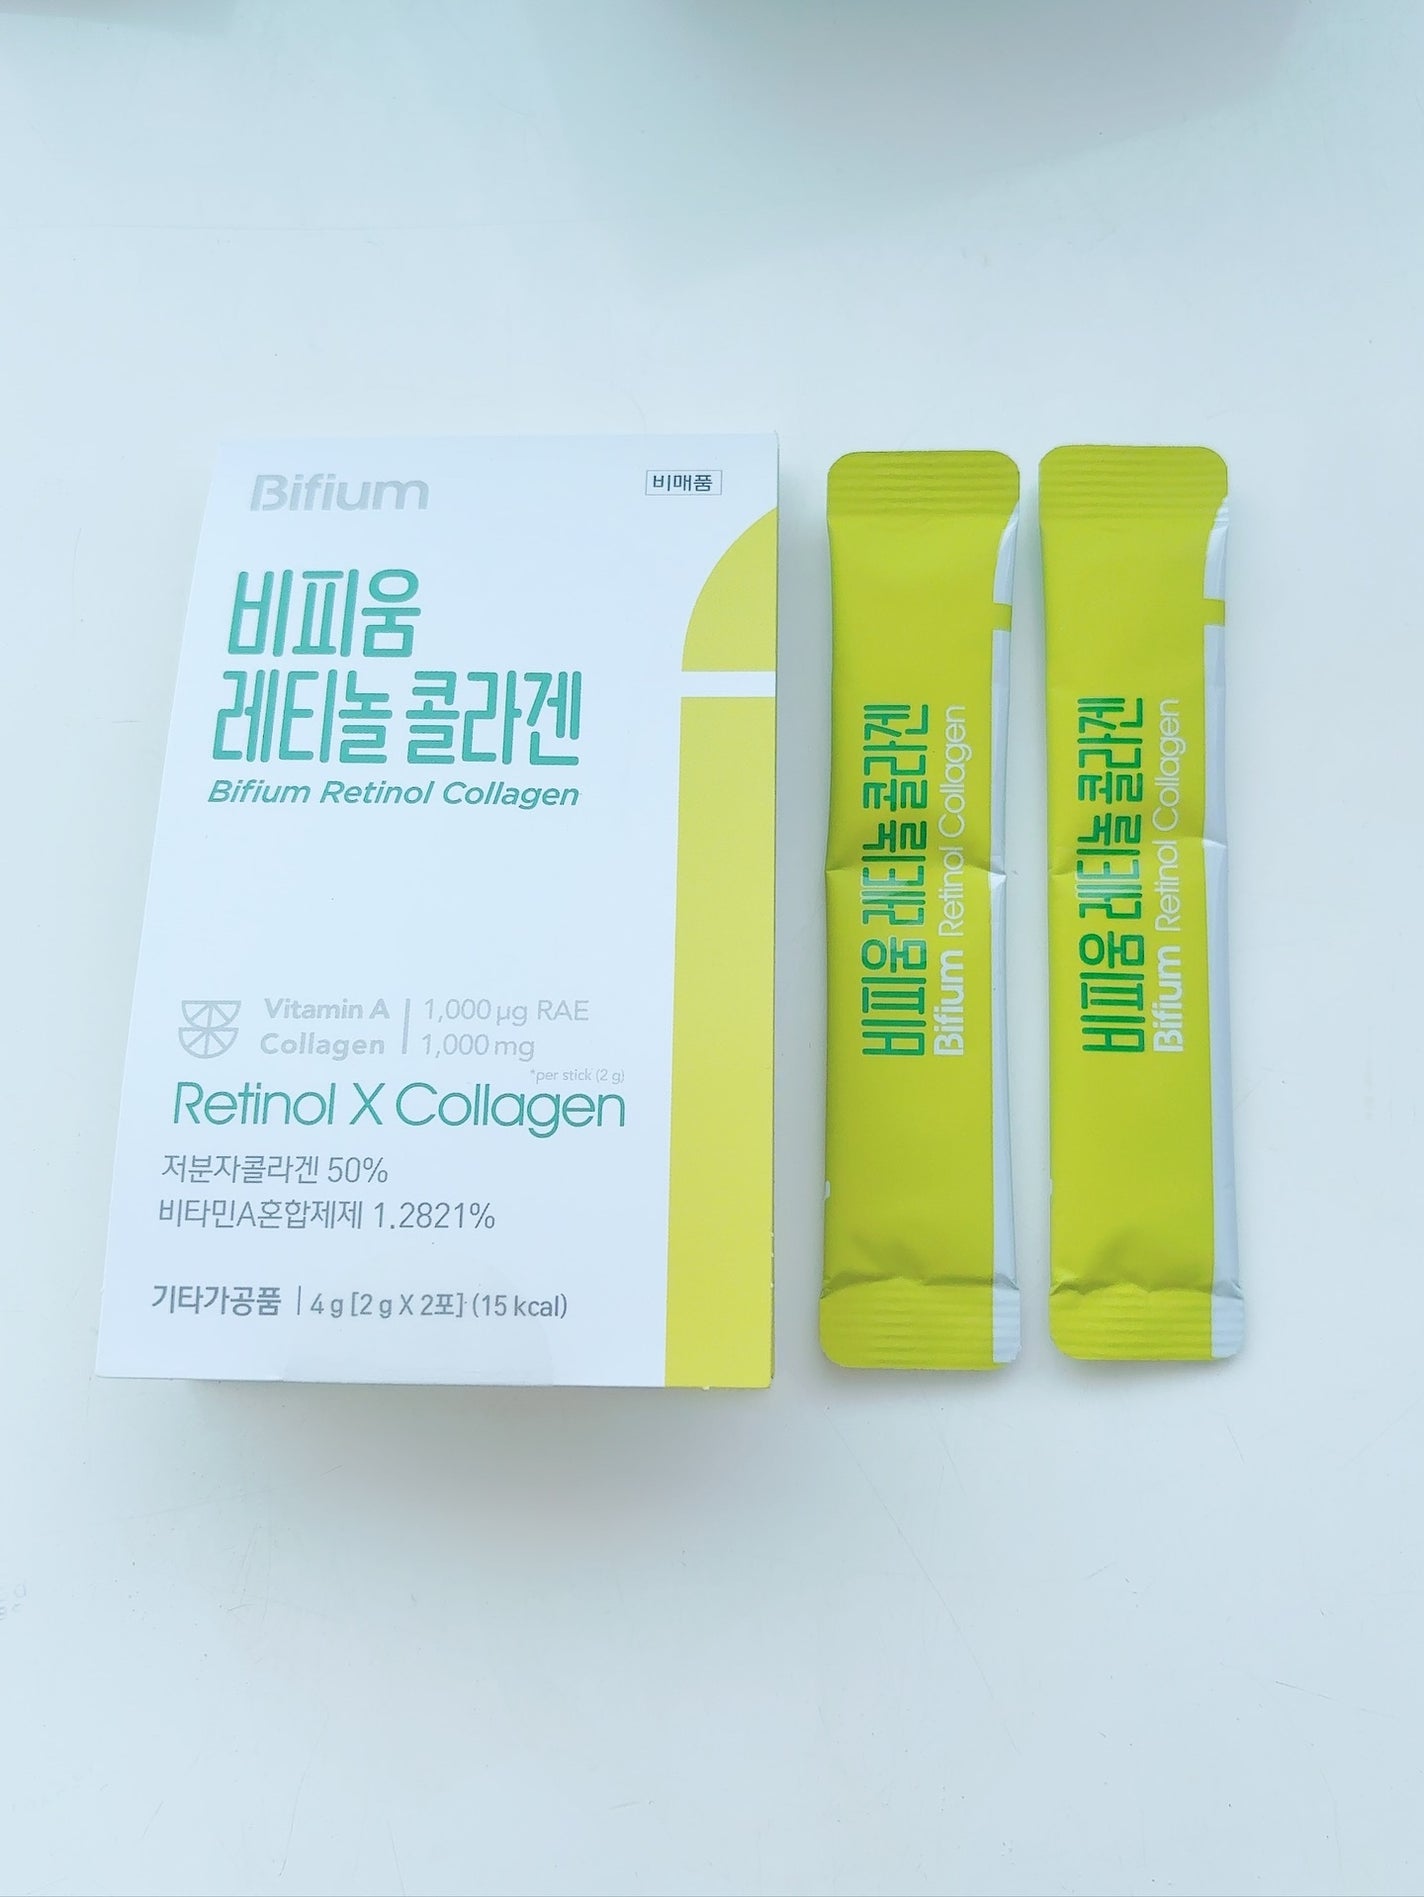 Bifium
비매품
비피움
레티놀 콜라겐
Bifium Retinol Collagen
Vitamin A | 1,000 µg RAE
Collagen | 1,000 mg
*per stick (2 g)
Retinol X Collagen
저분자콜라겐 50%
비타민A혼합제제 1.2821%
기타가공품 | 4 g [2 g X 2포] (15 kcal)
비피움 레티놀 콜라겐
Bifium Retinol Collagen
비피움 레티놀 콜라겐
Bifium Retinol Collagen